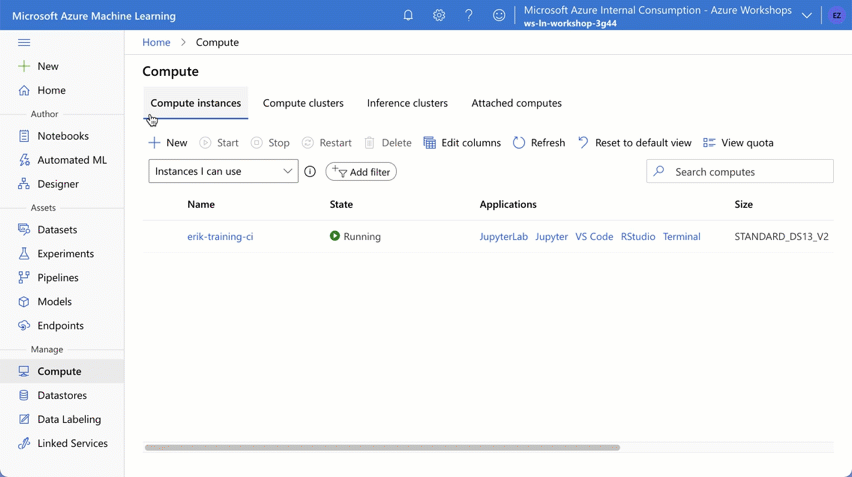 Microsoft Azure Machine Learning
Microsoft Azure Internal Consumption - Azure Workshops
ws-ln-workshop-3g44
EZ
New
Home
Author
Notebooks
Automated ML
Designer
Assets
Datasets
Experiments
Pipelines
Models
Endpoints
Manage
Compute
Datastores
Data Labeling
Linked Services
Home > Compute
Compute
Compute instances Compute clusters Inference clusters Attached computes
New Start Stop Restart Delete Edit columns Refresh Reset to default view View quota
Instances I can use Add filter Search computes
Name State Applications Size
erik-training-ci Running JupyterLab Jupyter VS Code RStudio Terminal STANDARD_DS13_V2